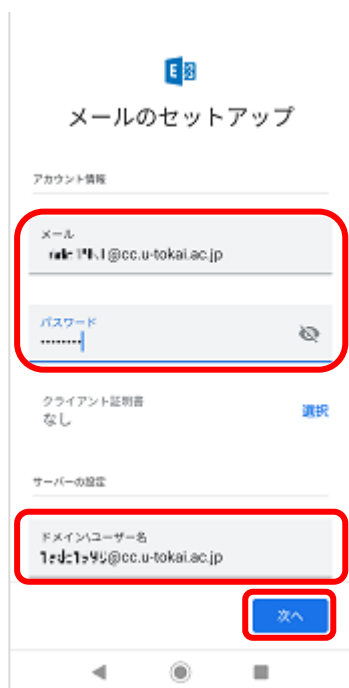 E
メールのセットアップ
アカウント情報
メール
@cc.u-tokai.ac.jp
パスワード
クライアント証明書
なし
選択
サーバーの設定
ドメイン\ユーザー名
@cc.u-tokai.ac.jp
次へ